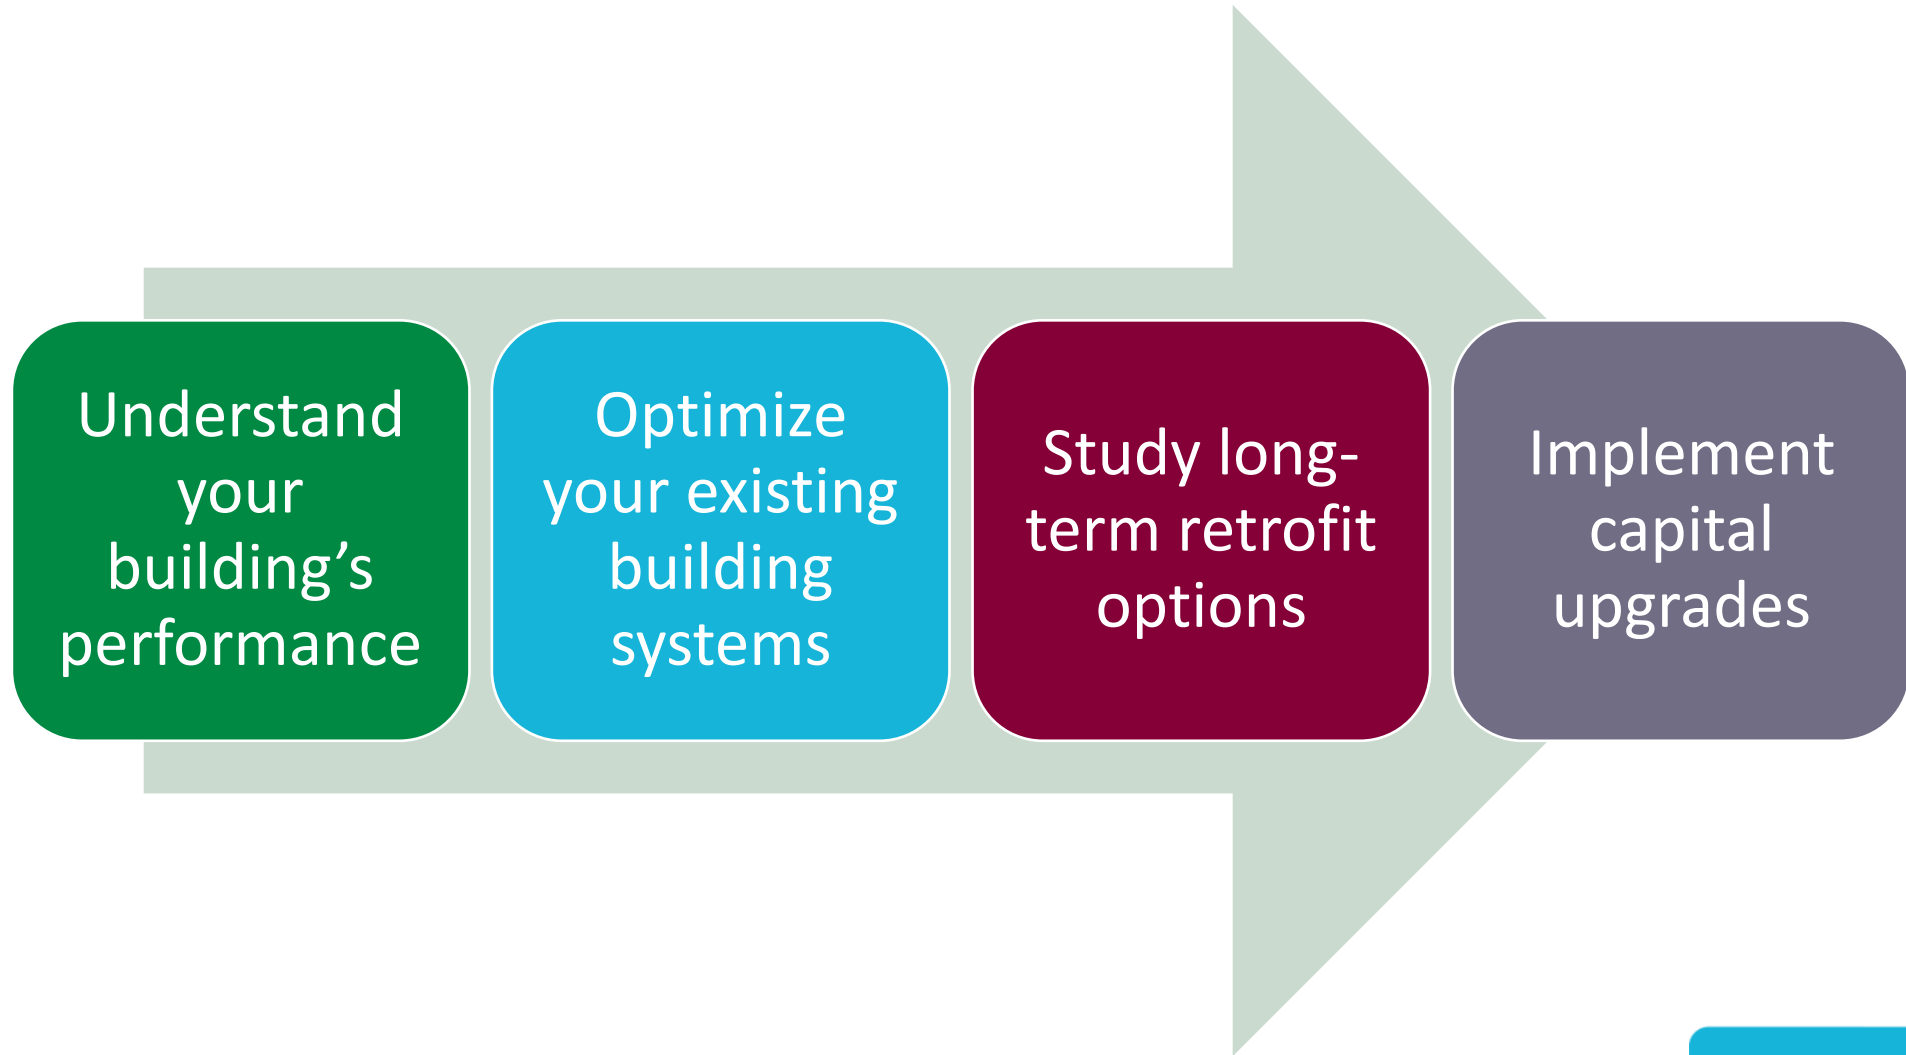 Understand
your
building’s
performance
Optimize
your existing
building
systems
Study long-
term retrofit
options
Implement
capital
upgrades